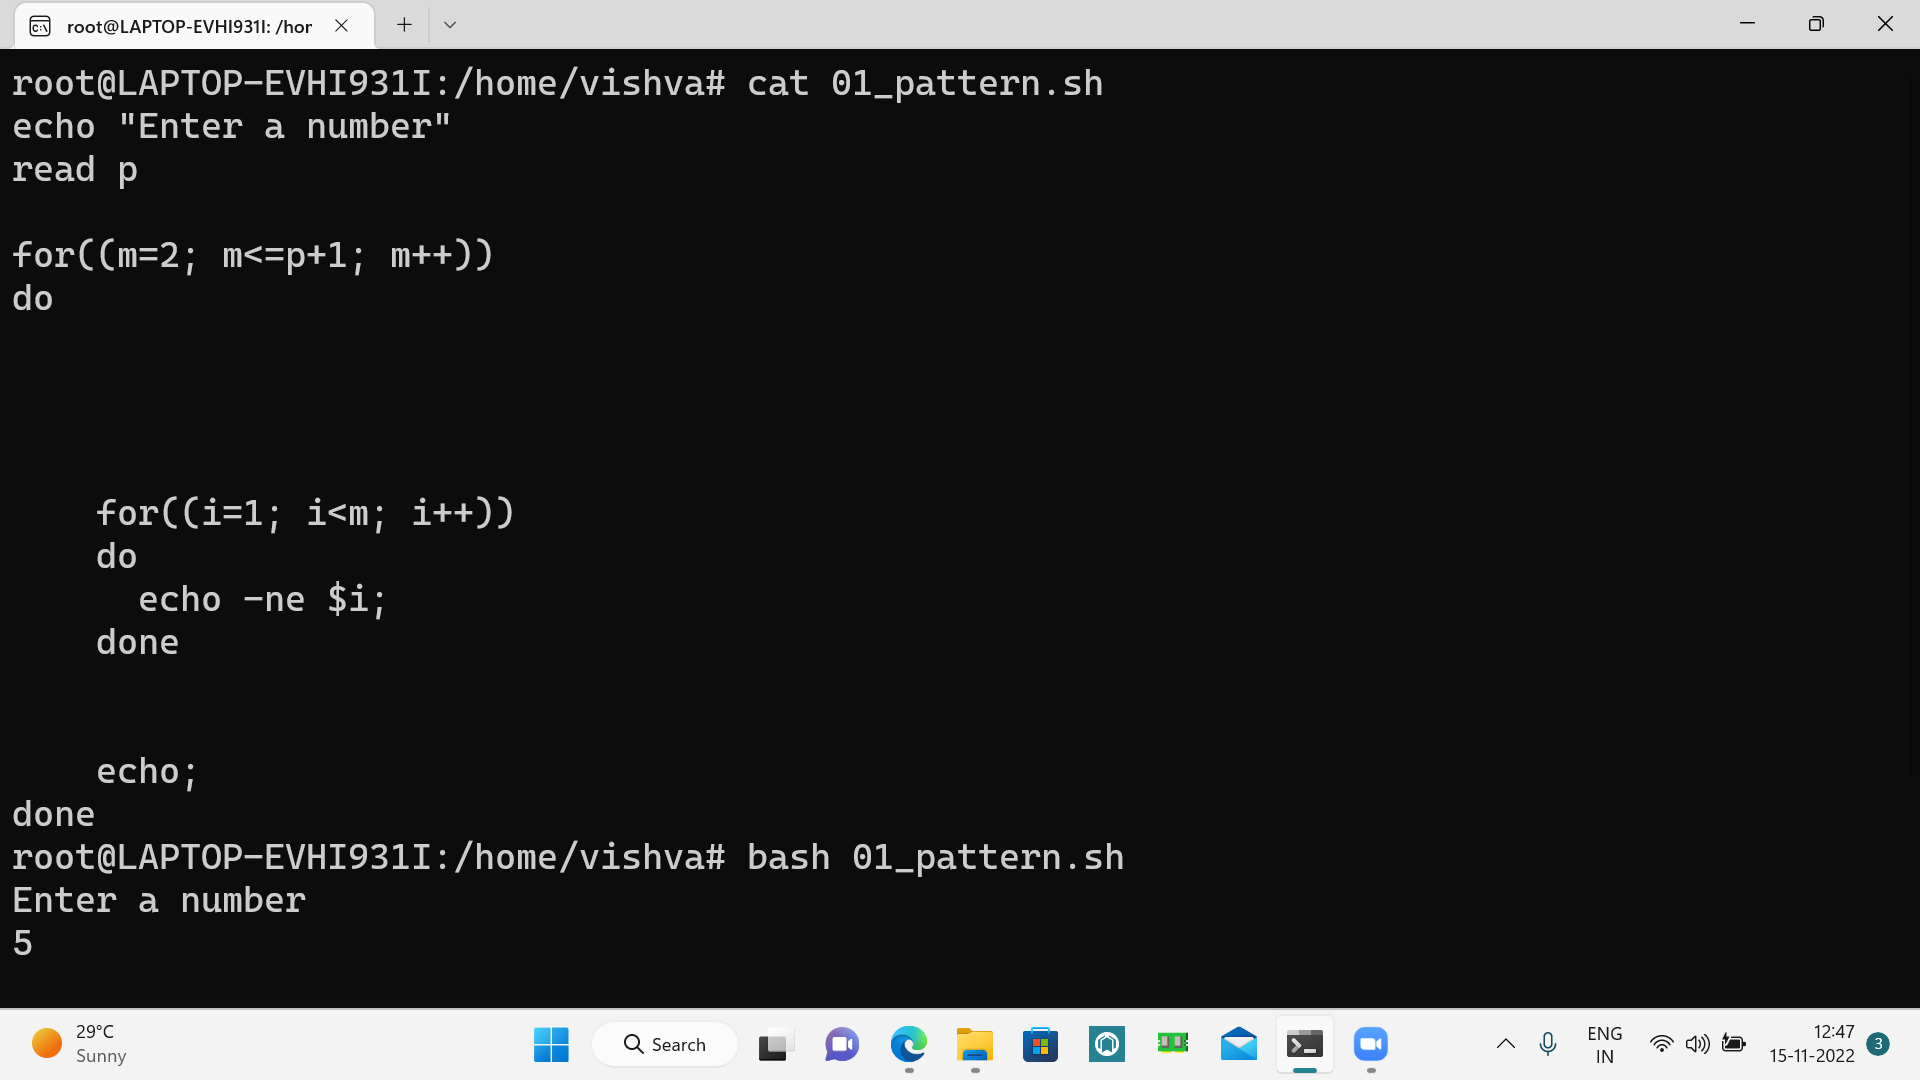 root@LAPTOP-EVHI931I: /hor
root@LAPTOP-EVHI931I:/home/vishva# cat 01_pattern.sh
echo "Enter a number"
read p
for((m=2; m<=p+1; m++))
do
for((i=1; i<m; i++))
do
echo -ne $i;
done
echo;
done
root@LAPTOP-EVHI931I:/home/vishva# bash 01_pattern.sh
Enter a number
5
29°C
Sunny
Search
ENG
IN
12:47
15-11-2022
3